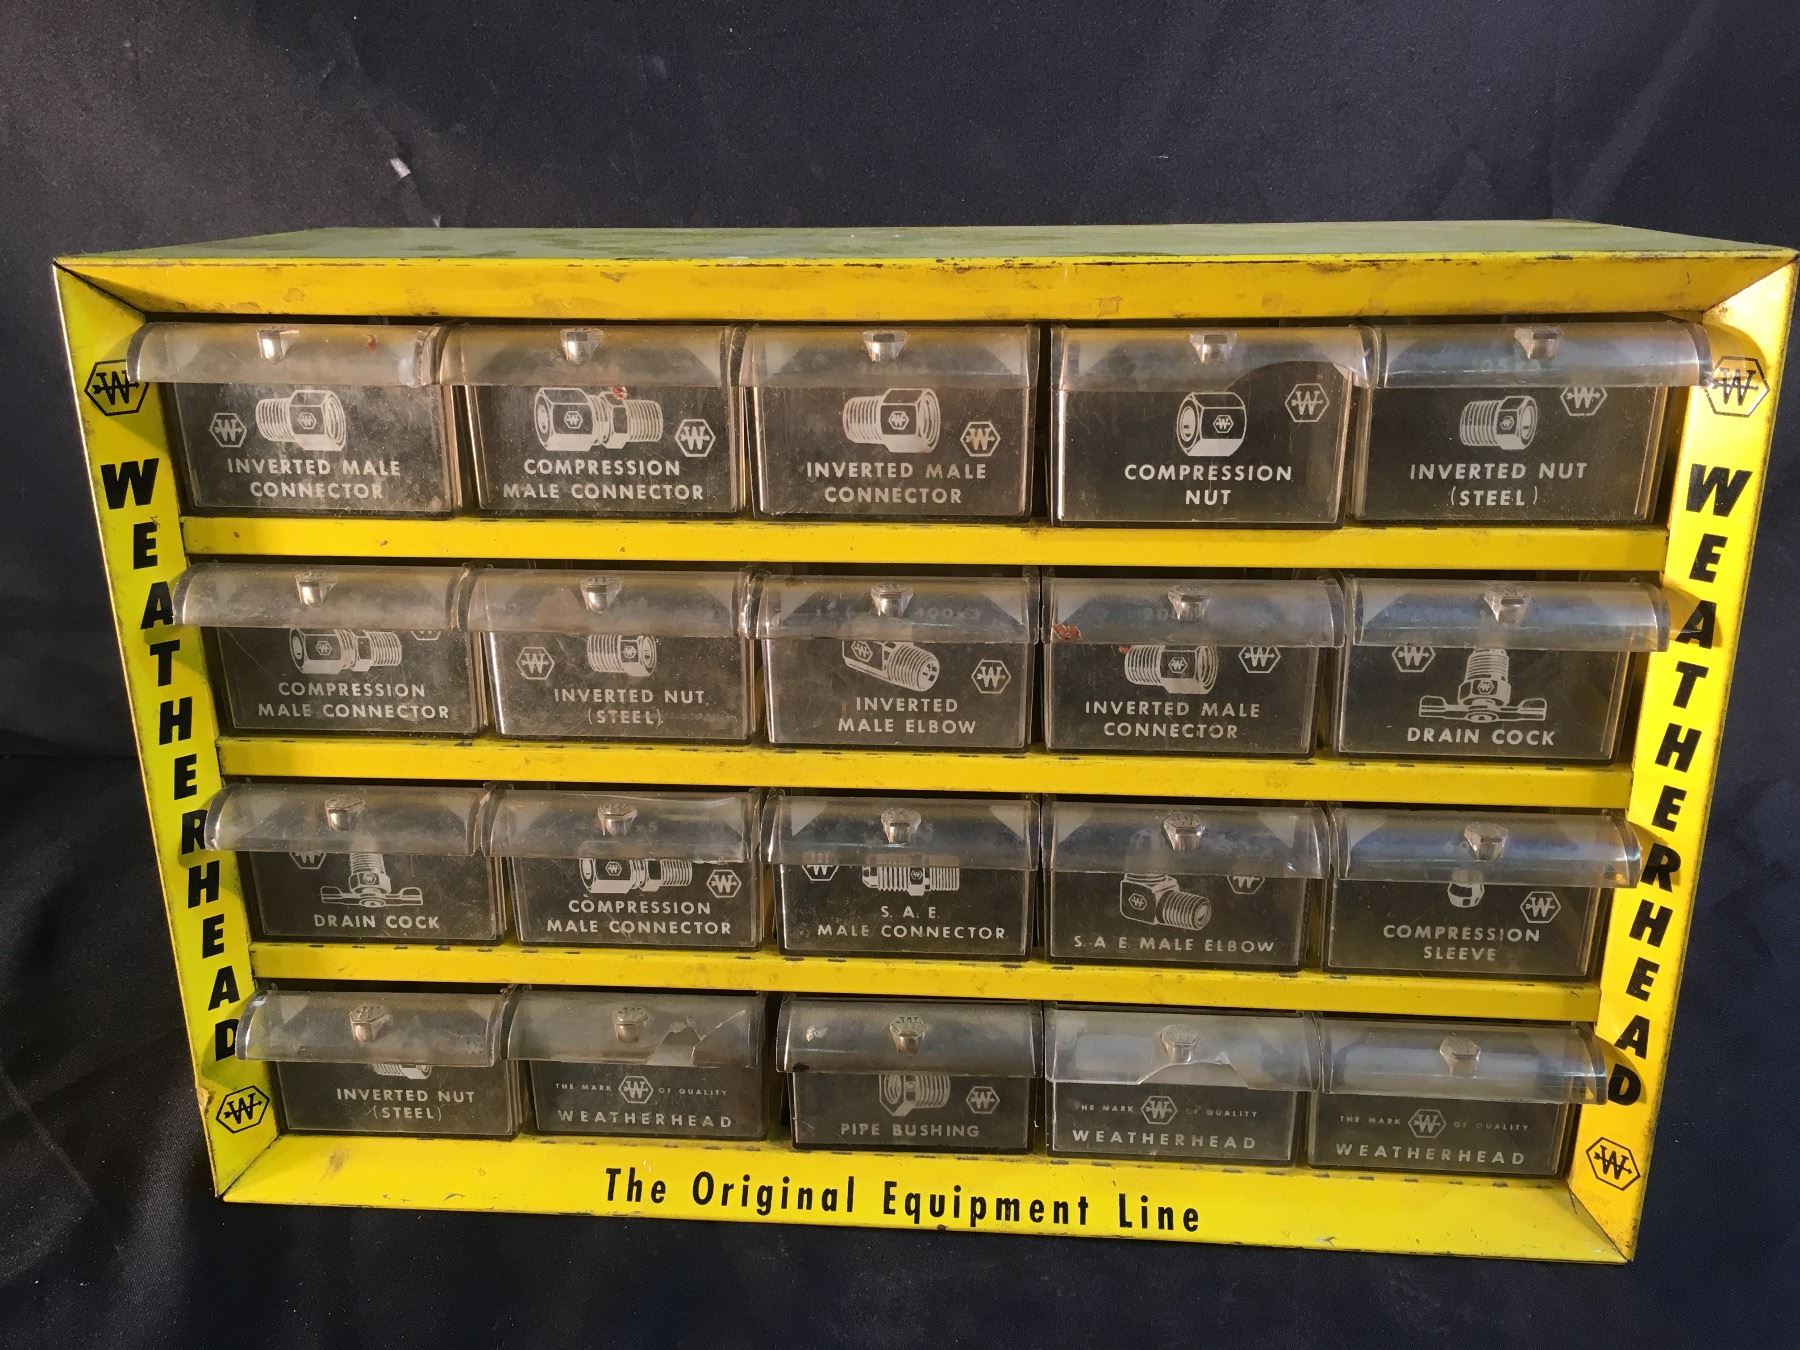 WEATHERHEAD
INVERTED MALE
CONNECTOR
COMPRESSION
MALE CONNECTOR
INVERTED MALE
CONNECTOR
COMPRESSION
NUT
INVERTED NUT
(STEEL)
COMPRESSION
MALE CONNECTOR
INVERTED NUT
(STEEL)
INVERTED
MALE ELBOW
INVERTED MALE
CONNECTOR
DRAIN COCK
DRAIN COCK
COMPRESSION
MALE CONNECTOR
S. A. E.
MALE CONNECTOR
S A E MALE ELBOW
COMPRESSION
SLEEVE
INVERTED NUT
(STEEL)
THE MARK W OF QUALITY
WEATHERHEAD
PIPE BUSHING
THE MARK W OF QUALITY
WEATHERHEAD
THE MARK W OF QUALITY
WEATHERHEAD
WEATHERHEAD
The Original Equipment Line